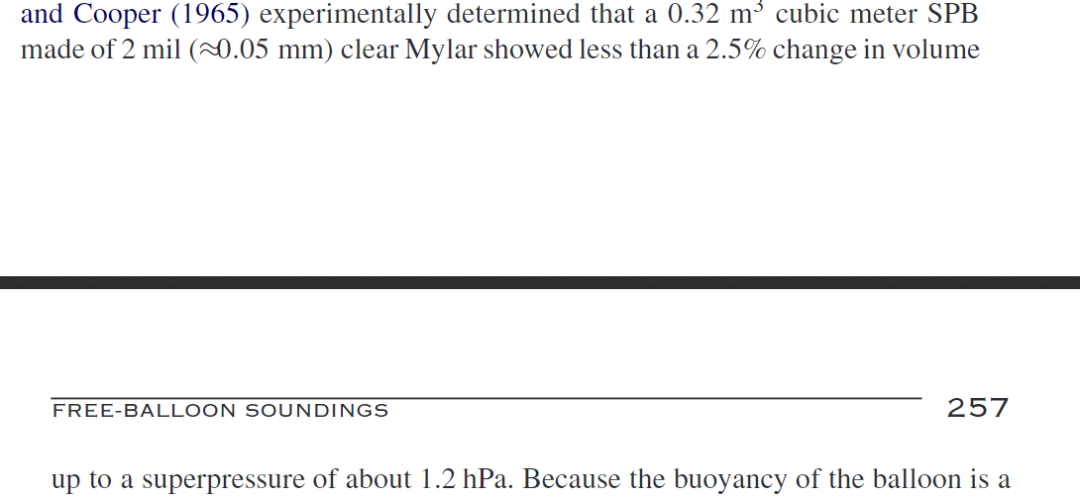 and Cooper (1965) experimentally determined that a 0.32 m³ cubic meter SPB
made of 2 mil (≈0.05 mm) clear Mylar showed less than a 2.5% change in volume
FREE-BALLOON SOUNDINGS 257
up to a superpressure of about 1.2 hPa. Because the buoyancy of the balloon is a